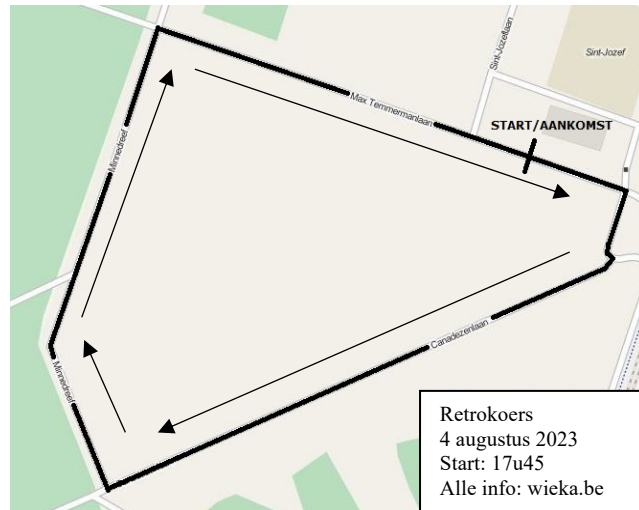 Sint-Jozeflaan
Sint-Jozef
Max Temmermanlaan
START/AANKOMST
Minnedreef
Canadezenlaan
Minnedreef
Retrokoers
4 augustus 2023
Start: 17u45
Alle info: wieka.be